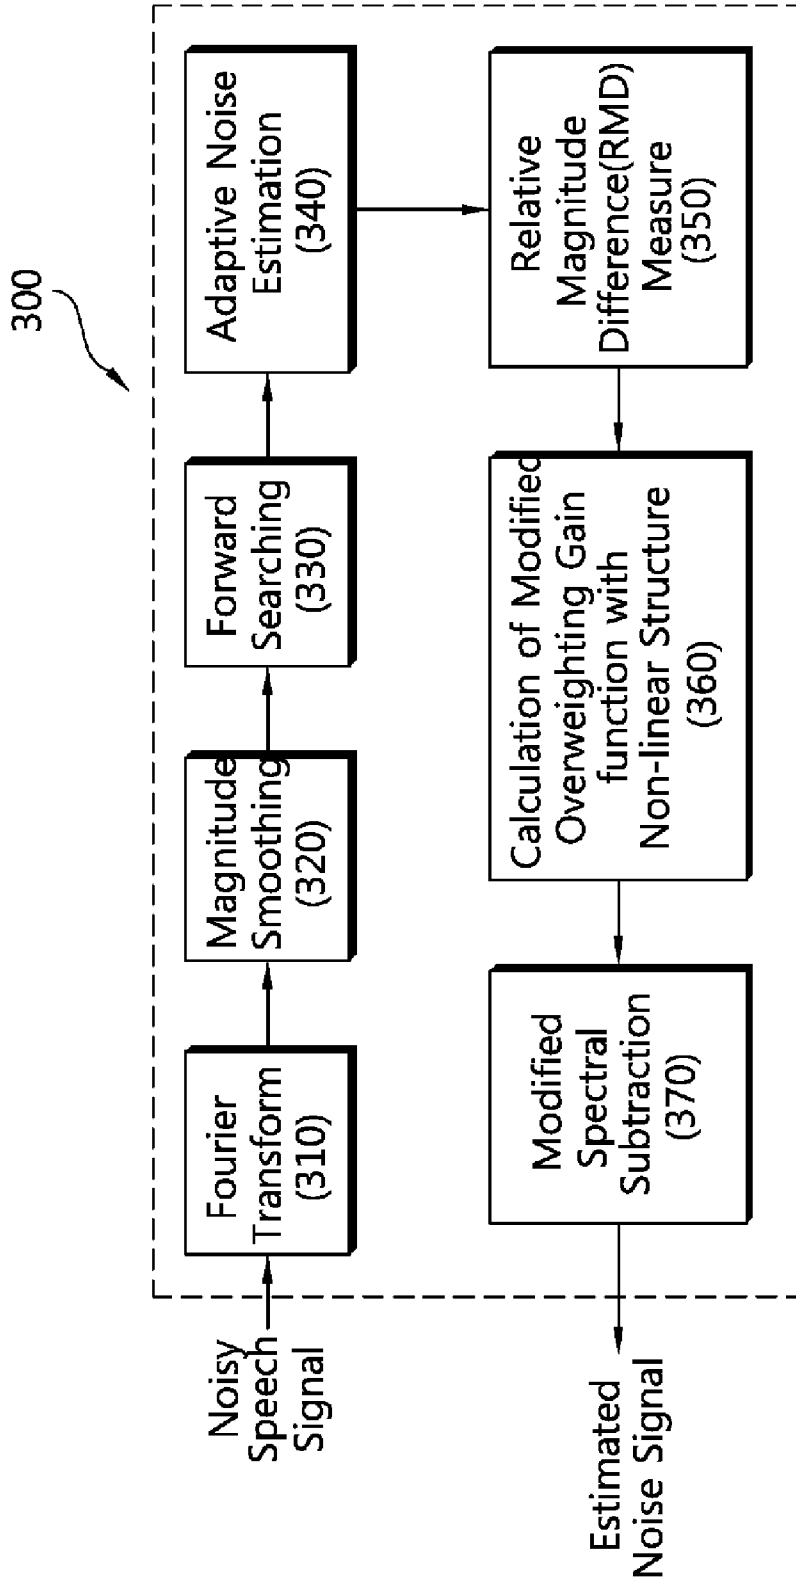 300
Noisy
Speech
Signal
Fourier
Transform
(310)
Magnitude
Smoothing
(320)
Forward
Searching
(330)
Adaptive Noise
Estimation
(340)
Relative
Magnitude
Difference(RMD)
Measure
(350)
Calculation of Modified
Overweighting Gain
function with
Non-linear Structure
(360)
Modified
Spectral
Subtraction
(370)
Estimated
Noise Signal